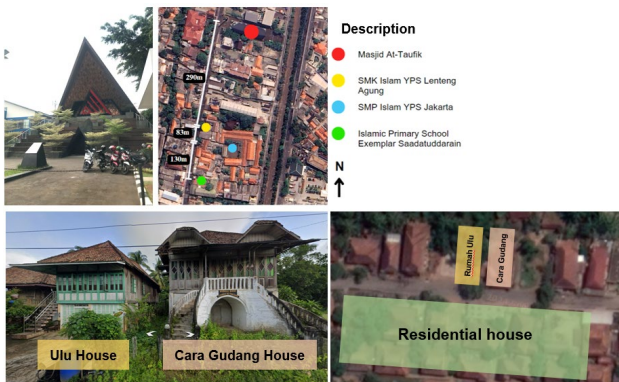 Description
Masjid At-Taufik
SMK Islam YPS Lenteng
Agung
SMP Islam YPS Jakarta
Islamic Primary School
Exemplar Saadatuddarain
N
290m
83m
130m
Ulu House
Cara Gudang House
Rumah Ulu
Cara Gudang
Residential house